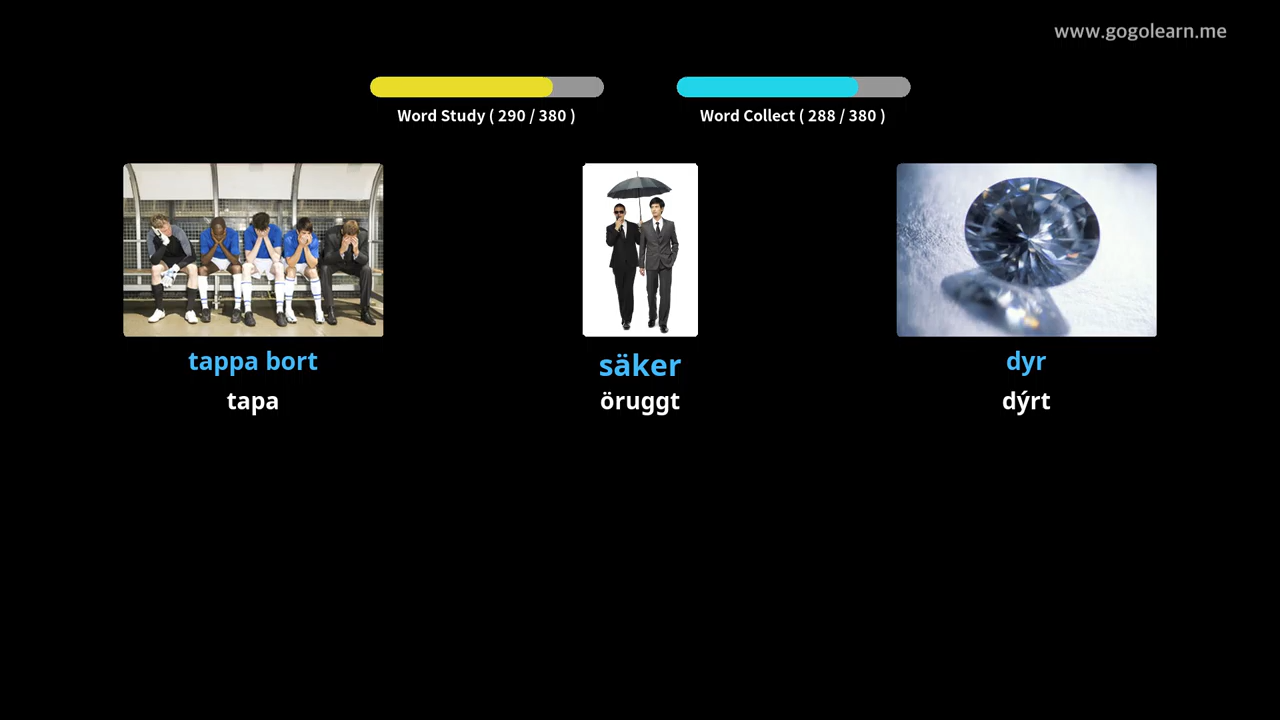 www.gogolearn.me
Word Study ( 290 / 380 )
Word Collect ( 288 / 380 )
tappa bort
säker
dyr
tapa
öruggt
dýrt